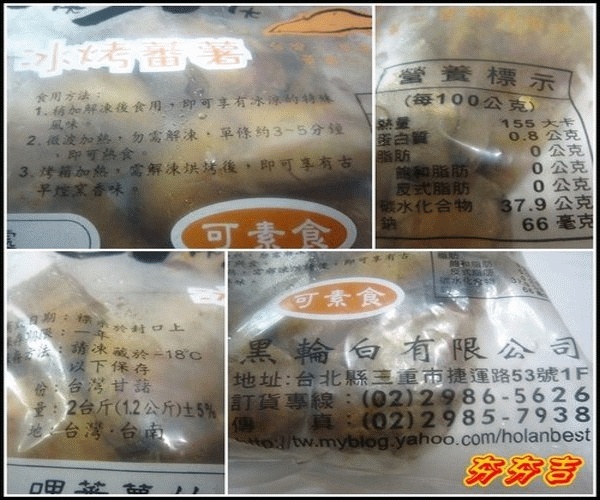 冰烤蕃薯
食用方法:
1. 稍加解凍後食用,即可享有冰涼的特殊
風味。
2. 微波加熱,勿需解凍,單條約3~5分鐘
、即可熱食。
3. 烤箱加熱,需解凍烘烤後,即可享有古
早煙窯香味。
可素食
營養標示
(每100公克)
熱量 155 大卡
蛋白質 0.8 公克
脂肪 0 公克
飽和脂肪 0 公克
反式脂肪 0 公克
碳水化合物 37.9 公克
鈉 66 毫克
日期:標示於封口上
期限:一年
方法:請凍藏於-18℃
以下保存
份:台灣甘藷
量:2台斤(1.2公斤)±5%
地:台灣.台南
可素食
黑輪伯有限公司
地址:台北縣三重市捷運路53號1F
訂貨專線:(02)2986-5626
傳 真:(02)2985-7938
http://tw.myblog.yahoo.com/holanbest
夯夯吉